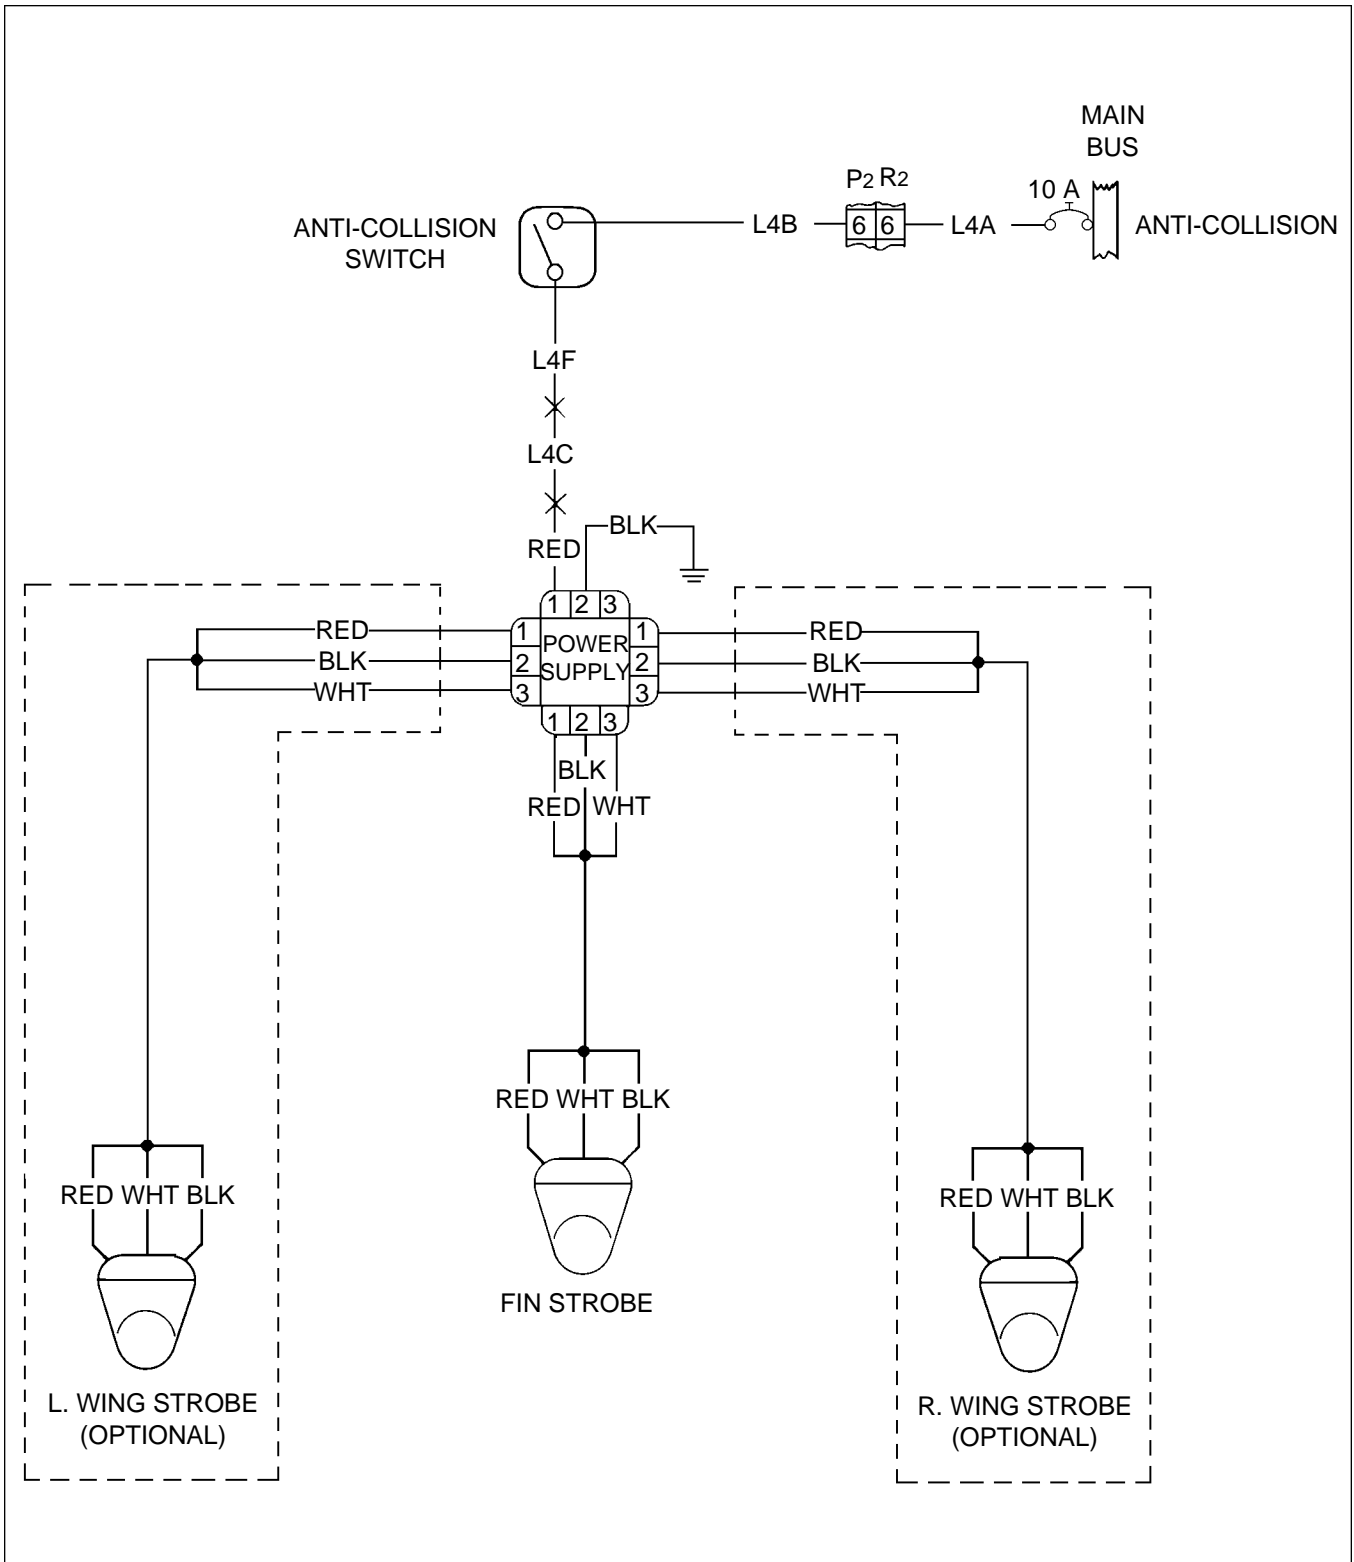 MAIN
BUS
10 A
ANTI-COLLISION
P2 R2
6 6
L4A
L4B
ANTI-COLLISION
SWITCH
L4F
L4C
RED
BLK
1 2 3
POWER
SUPPLY
1
2
3
1
2
3
1 2 3
RED
BLK
WHT
RED
BLK
WHT
BLK
RED WHT
RED WHT BLK
FIN STROBE
RED WHT BLK
L. WING STROBE
(OPTIONAL)
RED WHT BLK
R. WING STROBE
(OPTIONAL)